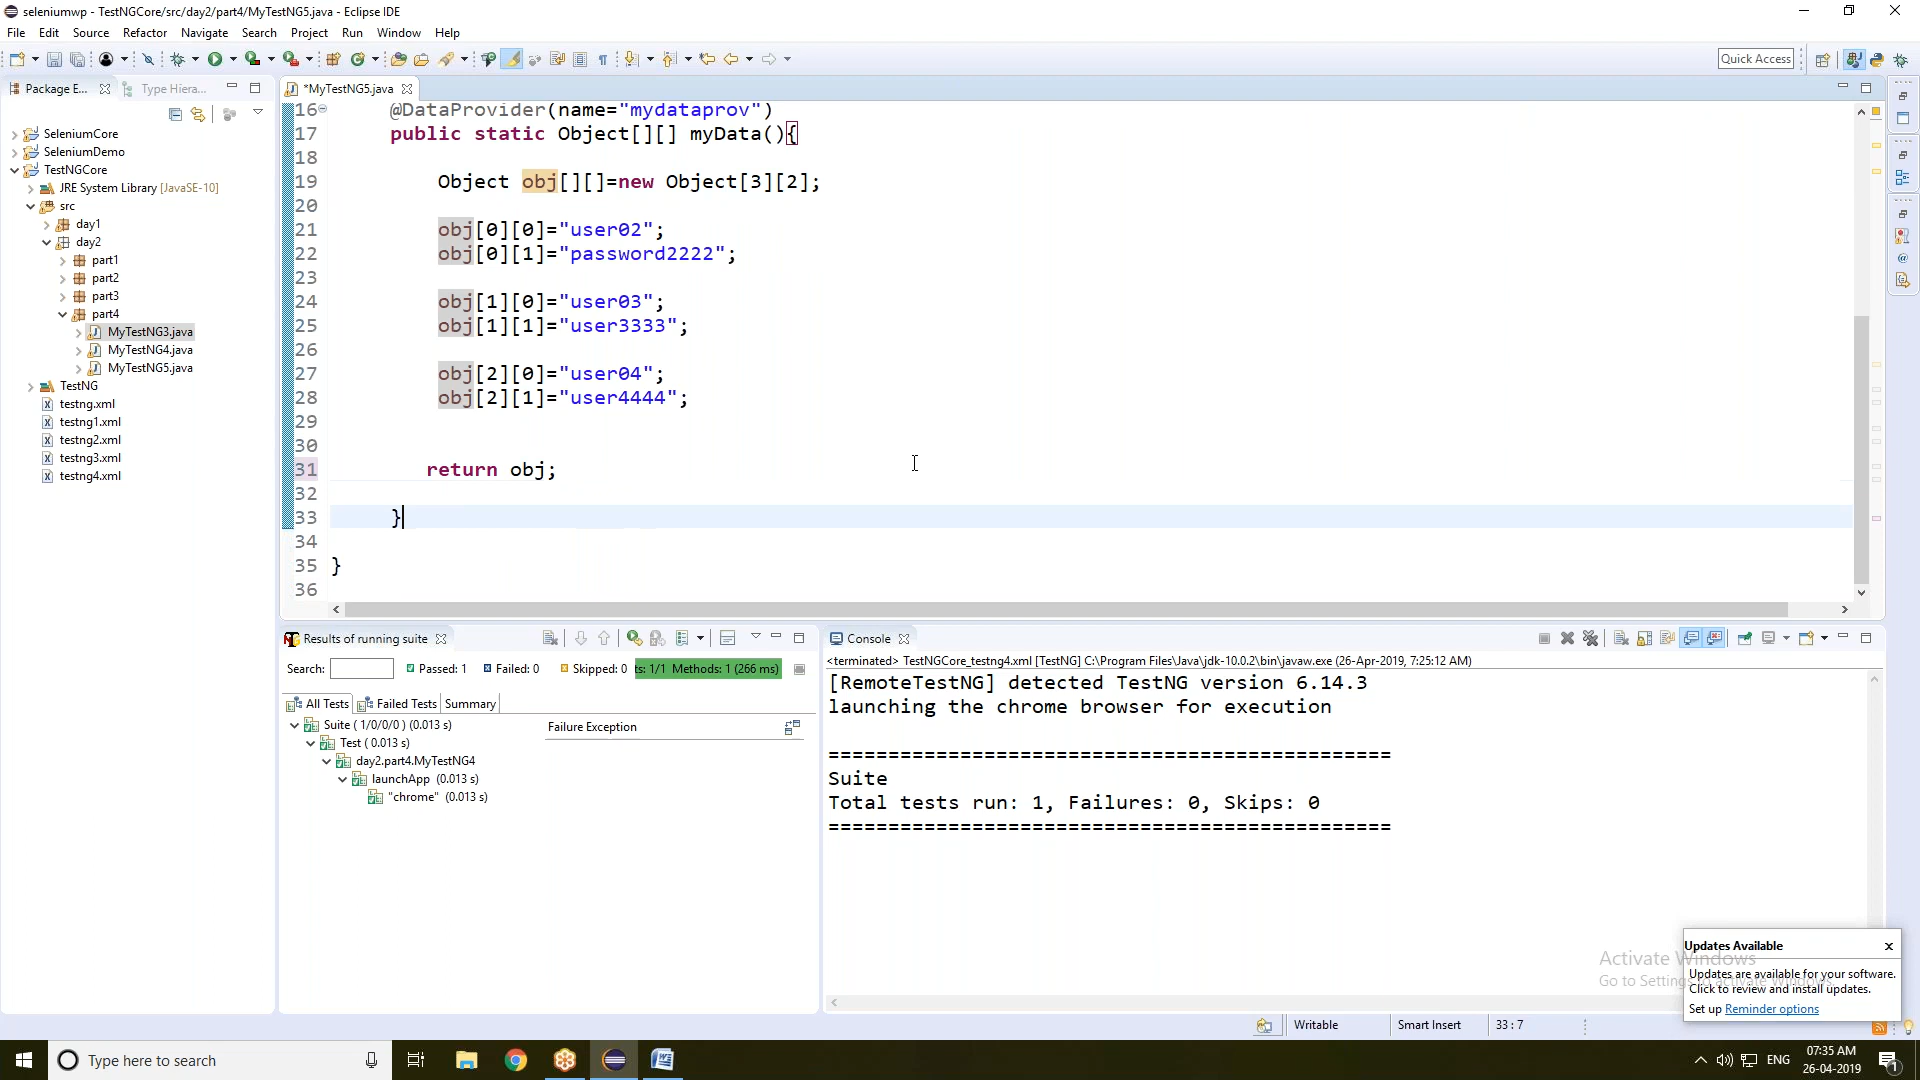 seleniumwp - TestNGCore/src/day2/part4/MyTestNG5.java - Eclipse IDE
File Edit Source Refactor Navigate Search Project Run Window Help
Quick Access
Package E...
Type Hiera...
SeleniumCore
SeleniumDemo
TestNGCore
JRE System Library [JavaSE-10]
src
day1
day2
part1
part2
part3
part4
MyTestNG3.java
MyTestNG4.java
MyTestNG5.java
TestNG
testng.xml
testng1.xml
testng2.xml
testng3.xml
testng4.xml
*MyTestNG5.java
16 @DataProvider(name="mydataprov")
17 public static Object[][] myData(){
18
19 Object obj[][]=new Object[3][2];
20
21 obj[0][0]="user02";
22 obj[0][1]="password2222";
23
24 obj[1][0]="user03";
25 obj[1][1]="user3333";
26
27 obj[2][0]="user04";
28 obj[2][1]="user4444";
29
30
31 return obj;
32
33 }
34
35 }
36
Results of running suite
Search: Passed: 1 Failed: 0 Skipped: 0 ts: 1/1 Methods: 1 (266 ms)
All Tests Failed Tests Summary
Suite ( 1/0/0/0 ) (0.013 s)
Test ( 0.013 s)
day2.part4.MyTestNG4
launchApp (0.013 s)
"chrome" (0.013 s)
Failure Exception
Console
<terminated> TestNGCore_testng4.xml [TestNG] C:\Program Files\Java\jdk-10.0.2\bin\javaw.exe (26-Apr-2019, 7:25:12 AM)
[RemoteTestNG] detected TestNG version 6.14.3
launching the chrome browser for execution
===============================================
Suite
Total tests run: 1, Failures: 0, Skips: 0
===============================================
Activate Windows
Go to Settings to activate Windows.
Updates Available
Updates are available for your software.
Click to review and install updates.
Set up Reminder options
Writable Smart Insert 33 : 7
Type here to search
ENG
07:35 AM
26-04-2019
1